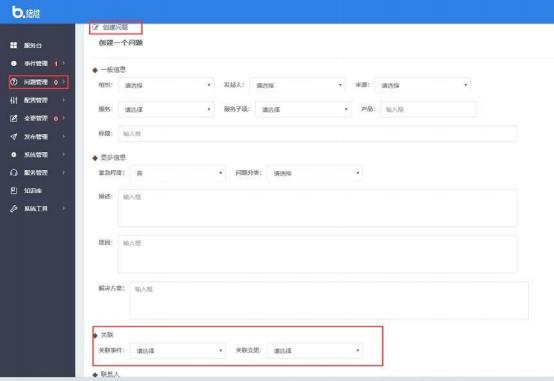 b.
创建问题
创建一个问题
服务台
事件管理 1
问题管理 0
配置管理
变更管理 0
发布管理
系统管理
服务管理
知识库
系统工具
一般信息
组织: 请选择 发起人: 请选择 来源: 请选择
服务: 请选择 服务子项: 请选择 产品: 输入框
标题: 输入框
更多信息
紧急程度: 高 问题分类: 请选择
描述: 输入框
原因: 输入框
解决方案: 输入框
关联
关联事件: 请选择 关联变更: 请选择
联系人